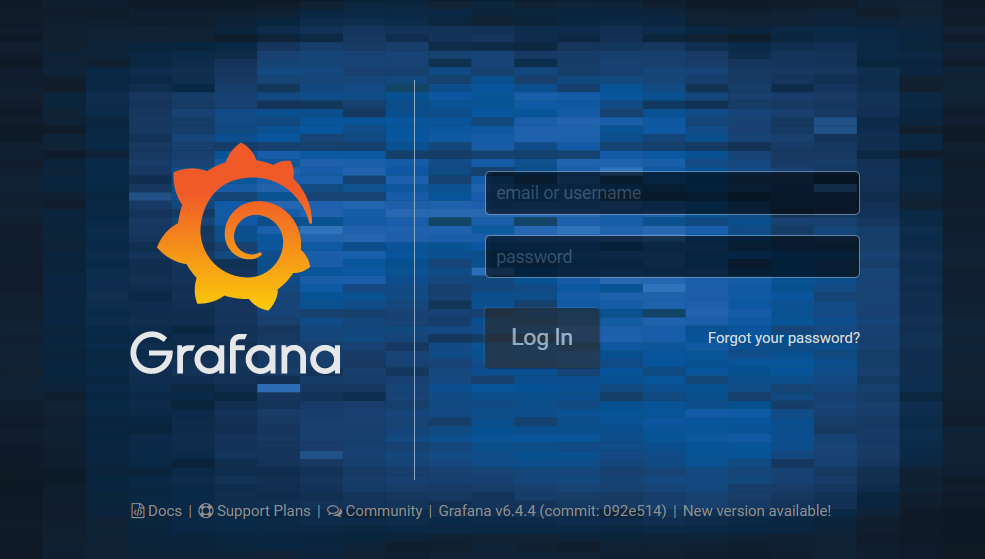 Grafana
email or username
password
Log In
Forgot your password?
Docs | Support Plans | Community | Grafana v6.4.4 (commit: 092e514) | New version available!